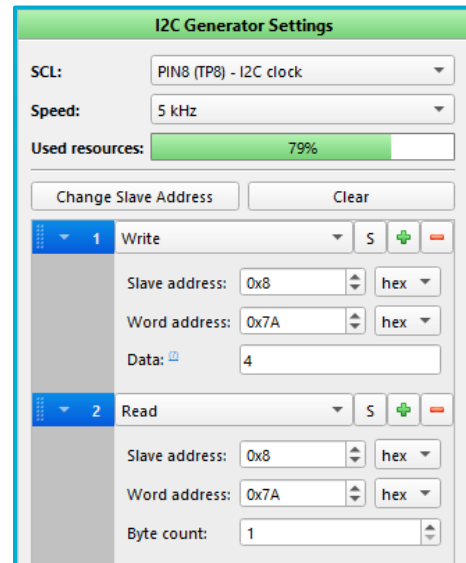 I2C Generator Settings
SCL: PIN8 (TP8) - I2C clock
Speed: 5 kHz
Used resources: 79%
Change Slave Address Clear
1 Write S
Slave address: 0x8 hex
Word address: 0x7A hex
Data: 4
2 Read S
Slave address: 0x8 hex
Word address: 0x7A hex
Byte count: 1